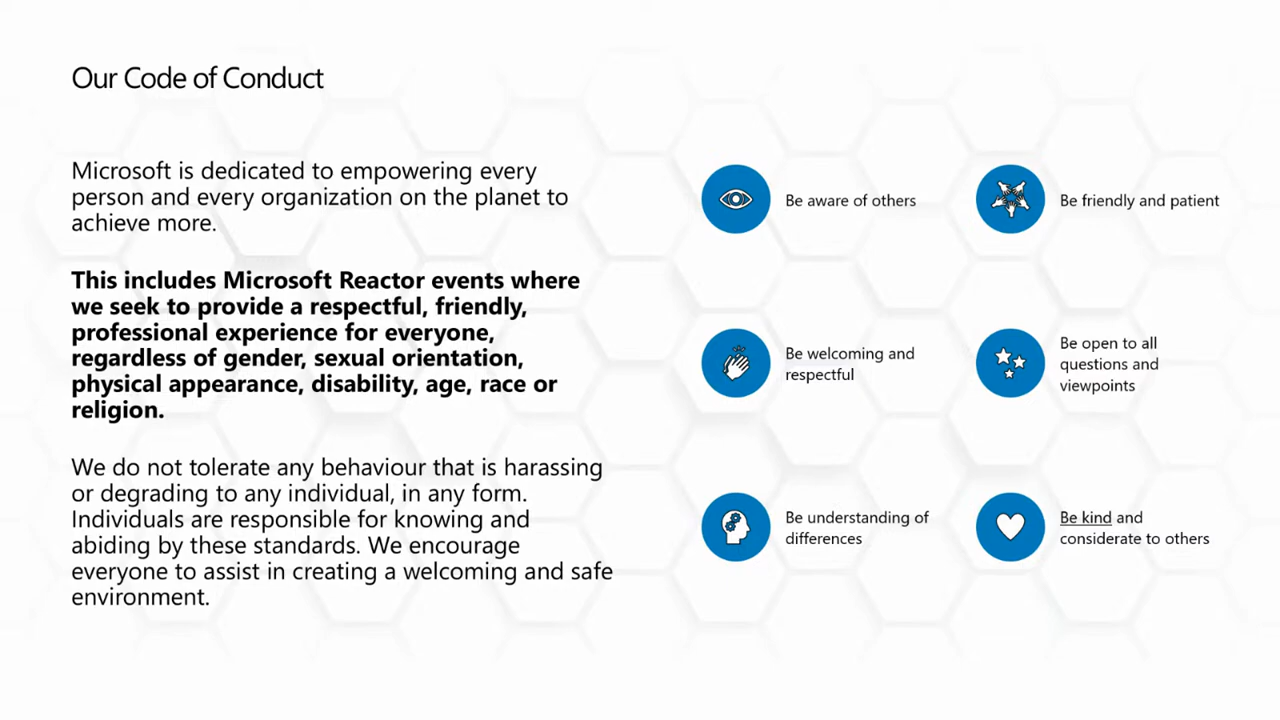 Our Code of Conduct
Microsoft is dedicated to empowering every
person and every organization on the planet to
achieve more.
This includes Microsoft Reactor events where
we seek to provide a respectful, friendly,
professional experience for everyone,
regardless of gender, sexual orientation,
physical appearance, disability, age, race or
religion.
We do not tolerate any behaviour that is harassing
or degrading to any individual, in any form.
Individuals are responsible for knowing and
abiding by these standards. We encourage
everyone to assist in creating a welcoming and safe
environment.
Be aware of others
Be friendly and patient
Be welcoming and
respectful
Be open to all
questions and
viewpoints
Be understanding of
differences
Be kind and
considerate to others